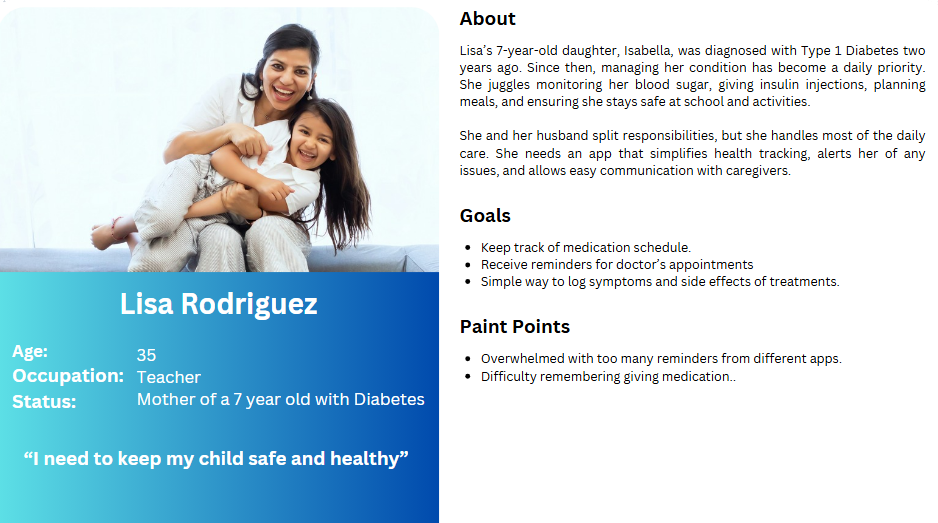 Lisa Rodriguez
Age: 35
Occupation: Teacher
Status: Mother of a 7 year old with Diabetes
“I need to keep my child safe and healthy”
About
Lisa’s 7-year-old daughter, Isabella, was diagnosed with Type 1 Diabetes two
years ago. Since then, managing her condition has become a daily priority.
She juggles monitoring her blood sugar, giving insulin injections, planning
meals, and ensuring she stays safe at school and activities.
She and her husband split responsibilities, but she handles most of the daily
care. She needs an app that simplifies health tracking, alerts her of any
issues, and allows easy communication with caregivers.
Goals
• Keep track of medication schedule.
• Receive reminders for doctor’s appointments
• Simple way to log symptoms and side effects of treatments.
Paint Points
• Overwhelmed with too many reminders from different apps.
• Difficulty remembering giving medication..